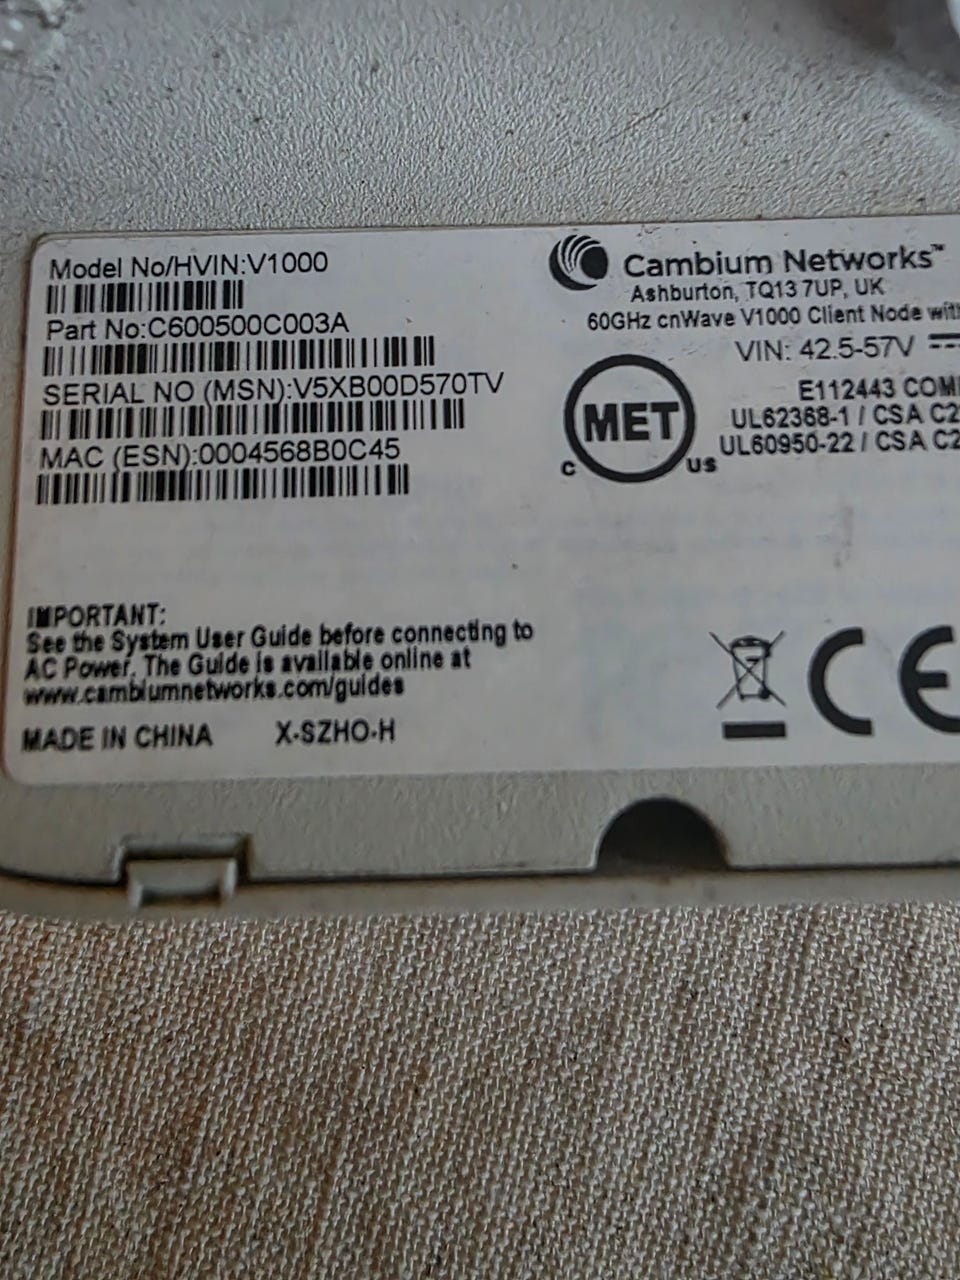 Model No/HVIN:V1000
Part No:C600500C003A
SERIAL NO (MSN):V5XB00D570TV
MAC (ESN):0004568B0C45
Cambium Networks™
Ashburton, TQ13 7UP, UK
60GHz cnWave V1000 Client Node
VIN: 42.5-57V
MET
C US
E112443
UL62368-1 / CSA
UL60950-22 / CSA
IMPORTANT:
See the System User Guide before connecting to
AC Power. The Guide is available online at
www.cambiumnetworks.com/guides
MADE IN CHINA X-SZHO-H
CE